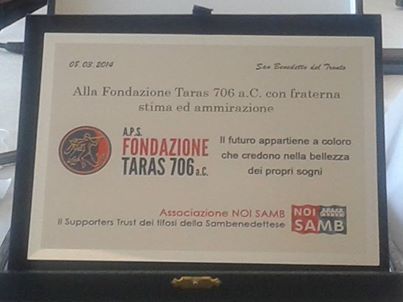 08.03.2014
San Benedetto del Tronto
Alla Fondazione Taras 706 a.C. con fraterna
stima ed ammirazione
A.P.S.
FONDAZIONE
TARAS 706 a.C.
Il futuro appartiene a coloro
che credono nella bellezza
dei propri sogni
Associazione NOI SAMB
Il Supporters Trust dei tifosi della Sambenedettese
NOI
SAMB